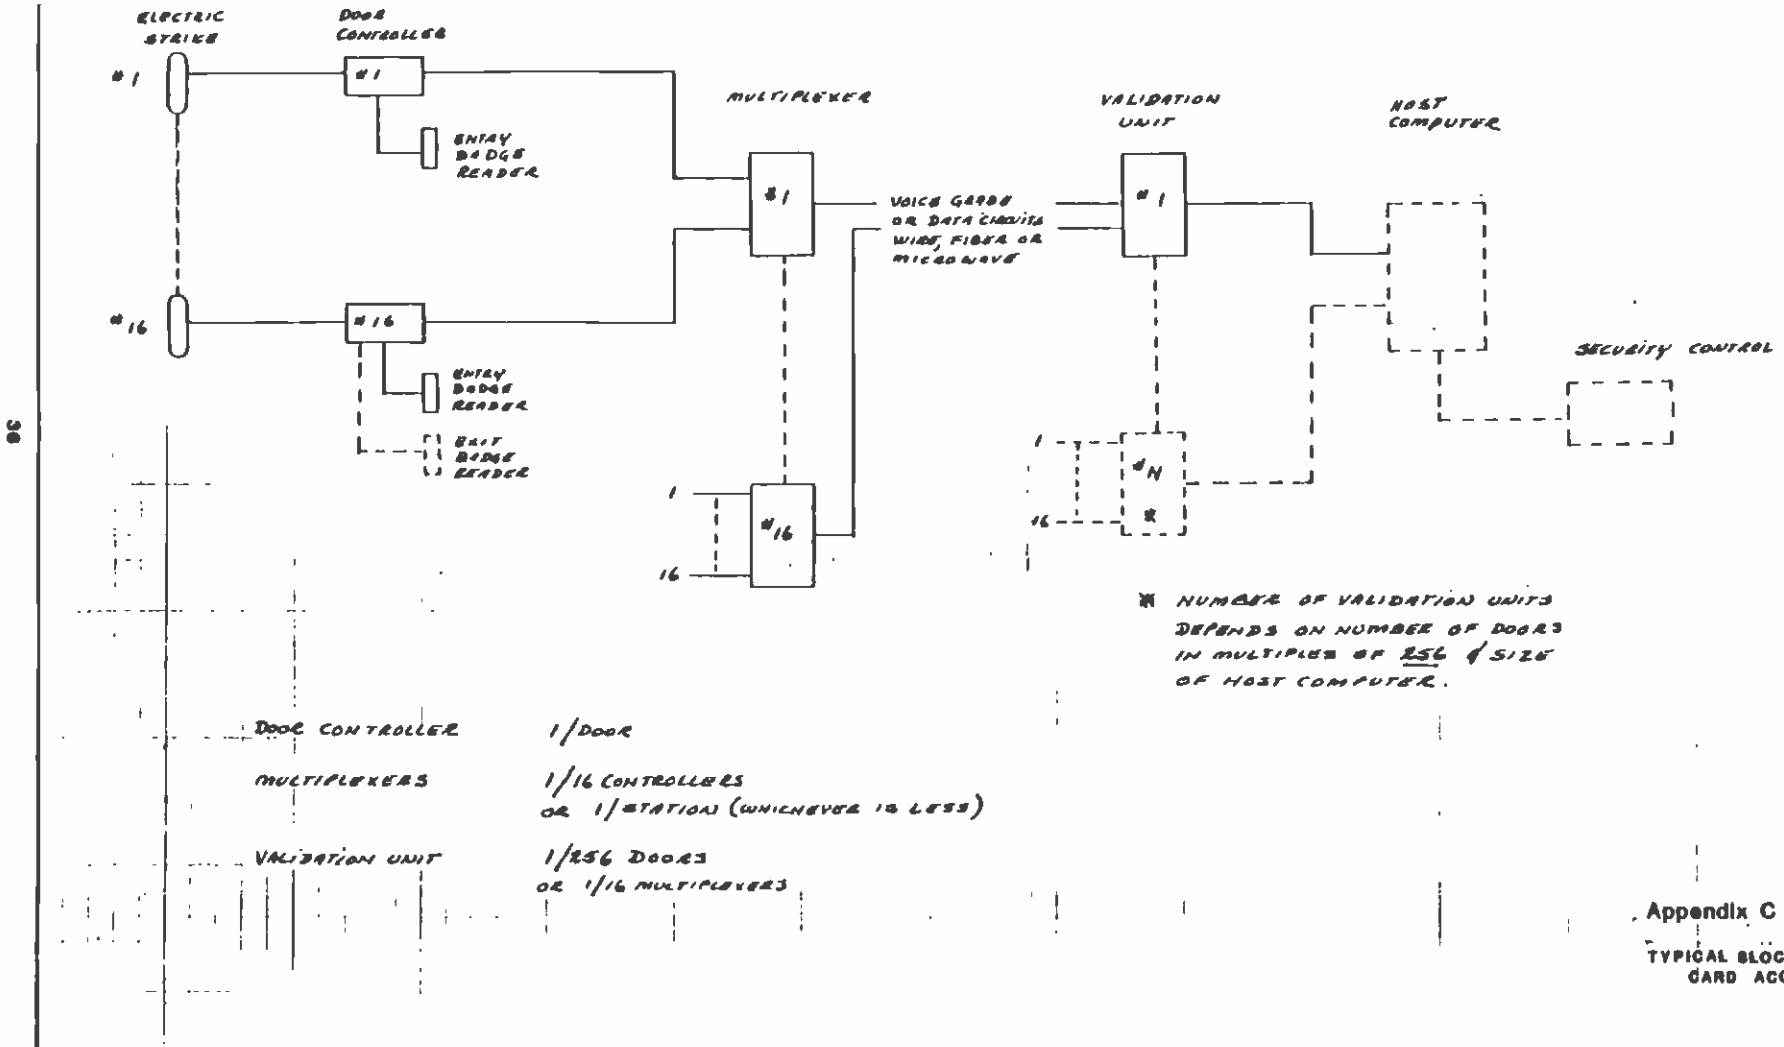 ELECTRIC
STRIKE
DOOR
CONTROLLER
#1
#1
ENTRY
BADGE
READER
MULTIPLEXER
VALIDATION
UNIT
HOST
COMPUTER
#1
VOICE GRADE
OR DATA CIRCUITS
WIRE, FIBER OR
MICROWAVE
#1
#16
#16
ENTRY
BADGE
READER
EXIT
BADGE
READER
SECURITY CONTROL
1
#16
16
1
#N
*
16
36
* NUMBER OF VALIDATION UNITS
DEPENDS ON NUMBER OF DOORS
IN MULTIPLES OF 256 & SIZE
OF HOST COMPUTER.
DOOR CONTROLLER 1/DOOR
MULTIPLEXERS 1/16 CONTROLLERS
OR 1/STATION (WHICHEVER IS LESS)
VALIDATION UNIT 1/256 DOORS
OR 1/16 MULTIPLEXERS
Appendix C
TYPICAL BLOC
CARD ACC